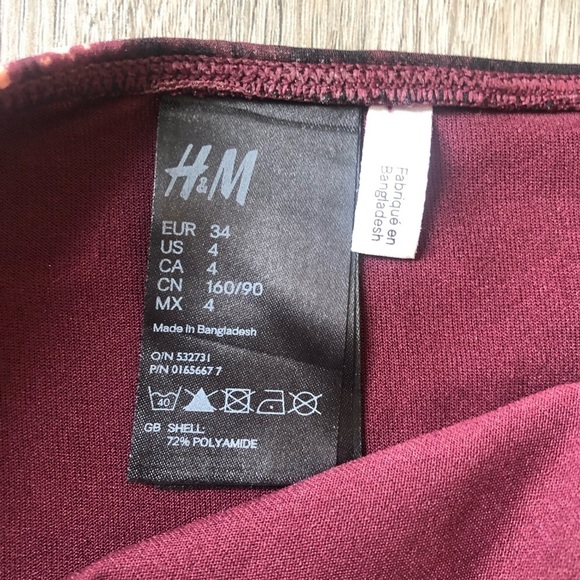 H&M
EUR 34
US 4
CA 4
CN 160/90
MX 4
Made in Bangladesh
O/N 532731
P/N 0165667 7
40
GB SHELL:
72% POLYAMIDE
Fabriqué en
Bangladesh